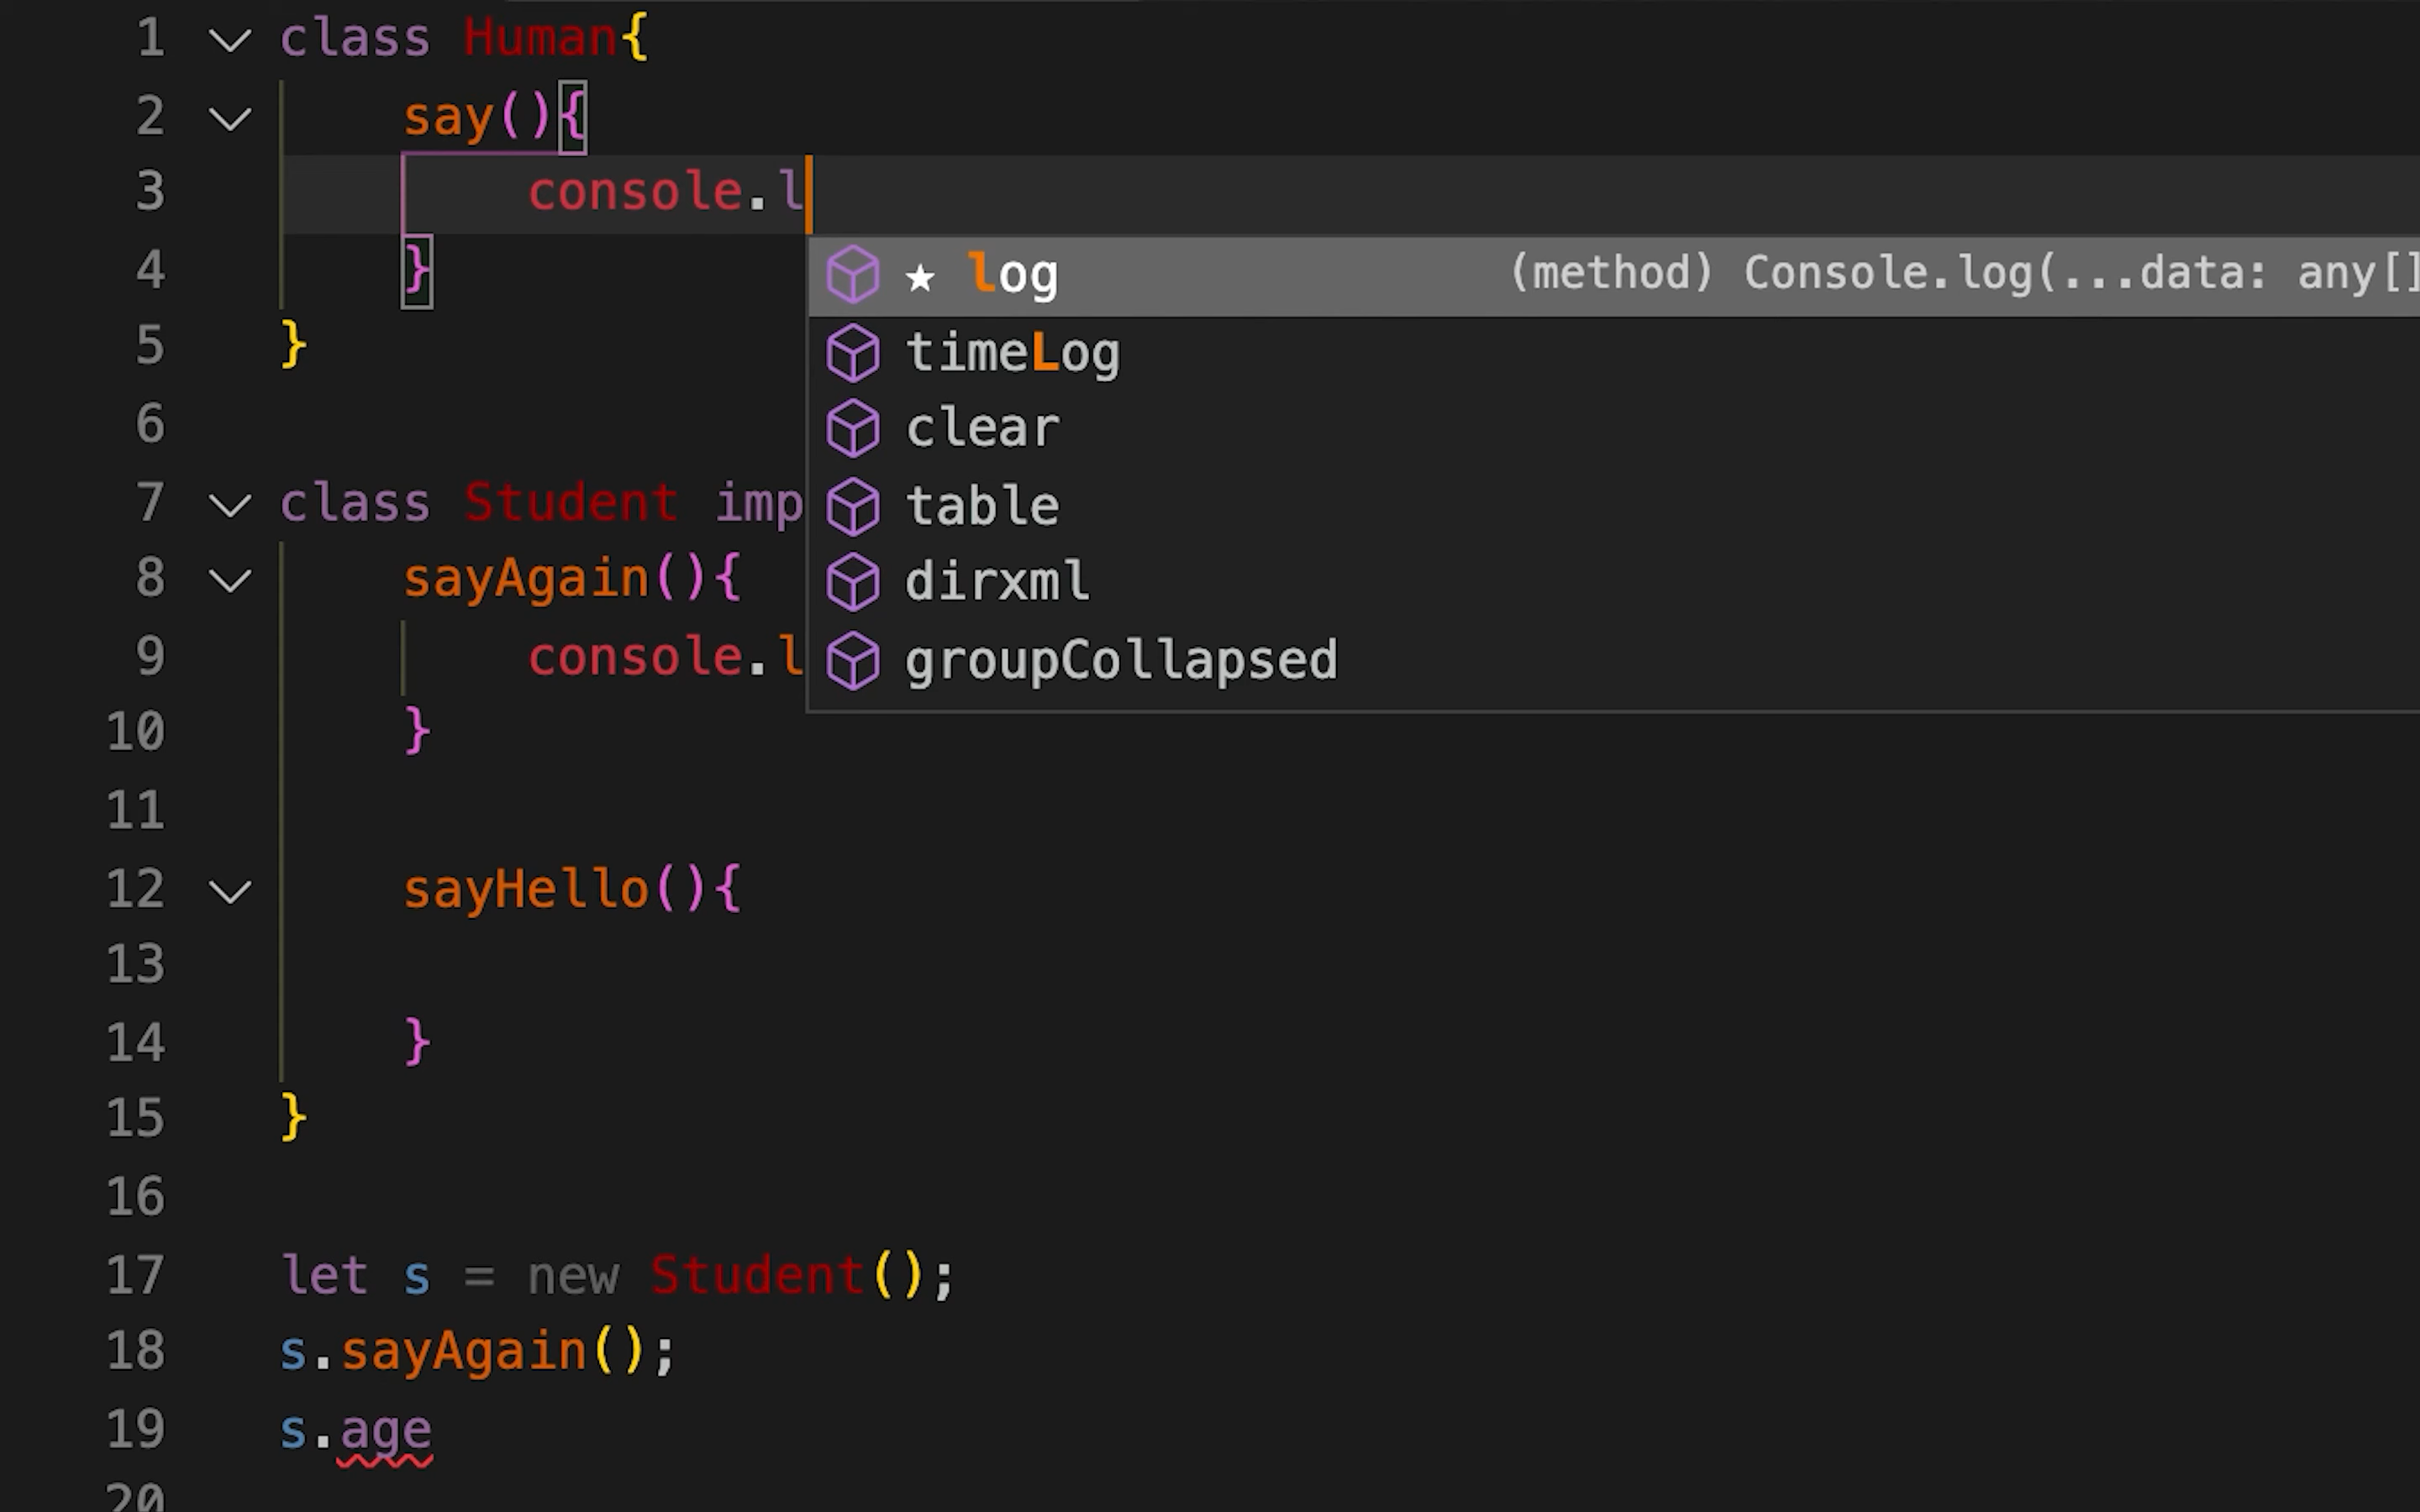 1 class Human{
2 say(){
3 console.l
4 }
5 }
6
7 class Student imp
8 sayAgain(){
9 console.l
10 }
11
12 sayHello(){
13
14 }
15 }
16
17 let s = new Student();
18 s.sayAgain();
19 s.age
20
★ log (method) Console.log(...data: any[]
timeLog
clear
table
dirxml
groupCollapsed